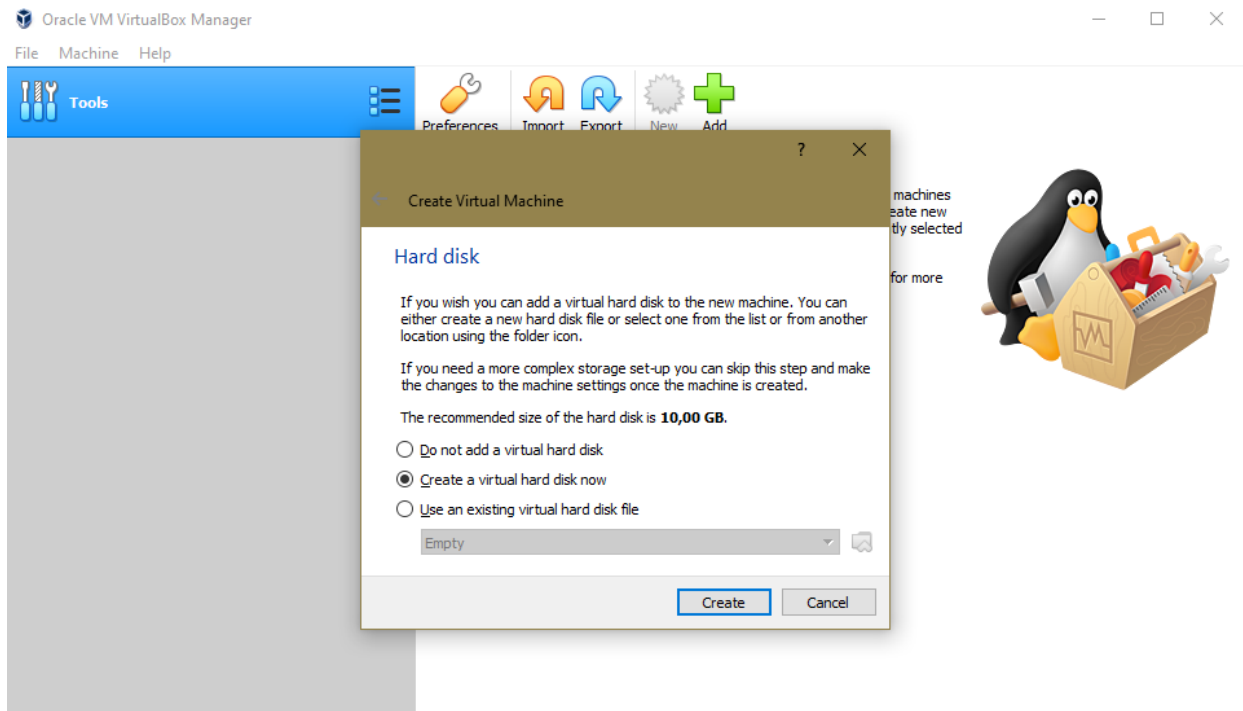 Oracle VM VirtualBox Manager
File Machine Help
Tools
Preferences Import Export New Add
Create Virtual Machine
machines
eate new
tly selected
for more
Hard disk
If you wish you can add a virtual hard disk to the new machine. You can
either create a new hard disk file or select one from the list or from another
location using the folder icon.
If you need a more complex storage set-up you can skip this step and make
the changes to the machine settings once the machine is created.
The recommended size of the hard disk is 10,00 GB.
Do not add a virtual hard disk
Create a virtual hard disk now
Use an existing virtual hard disk file
Empty
Create Cancel